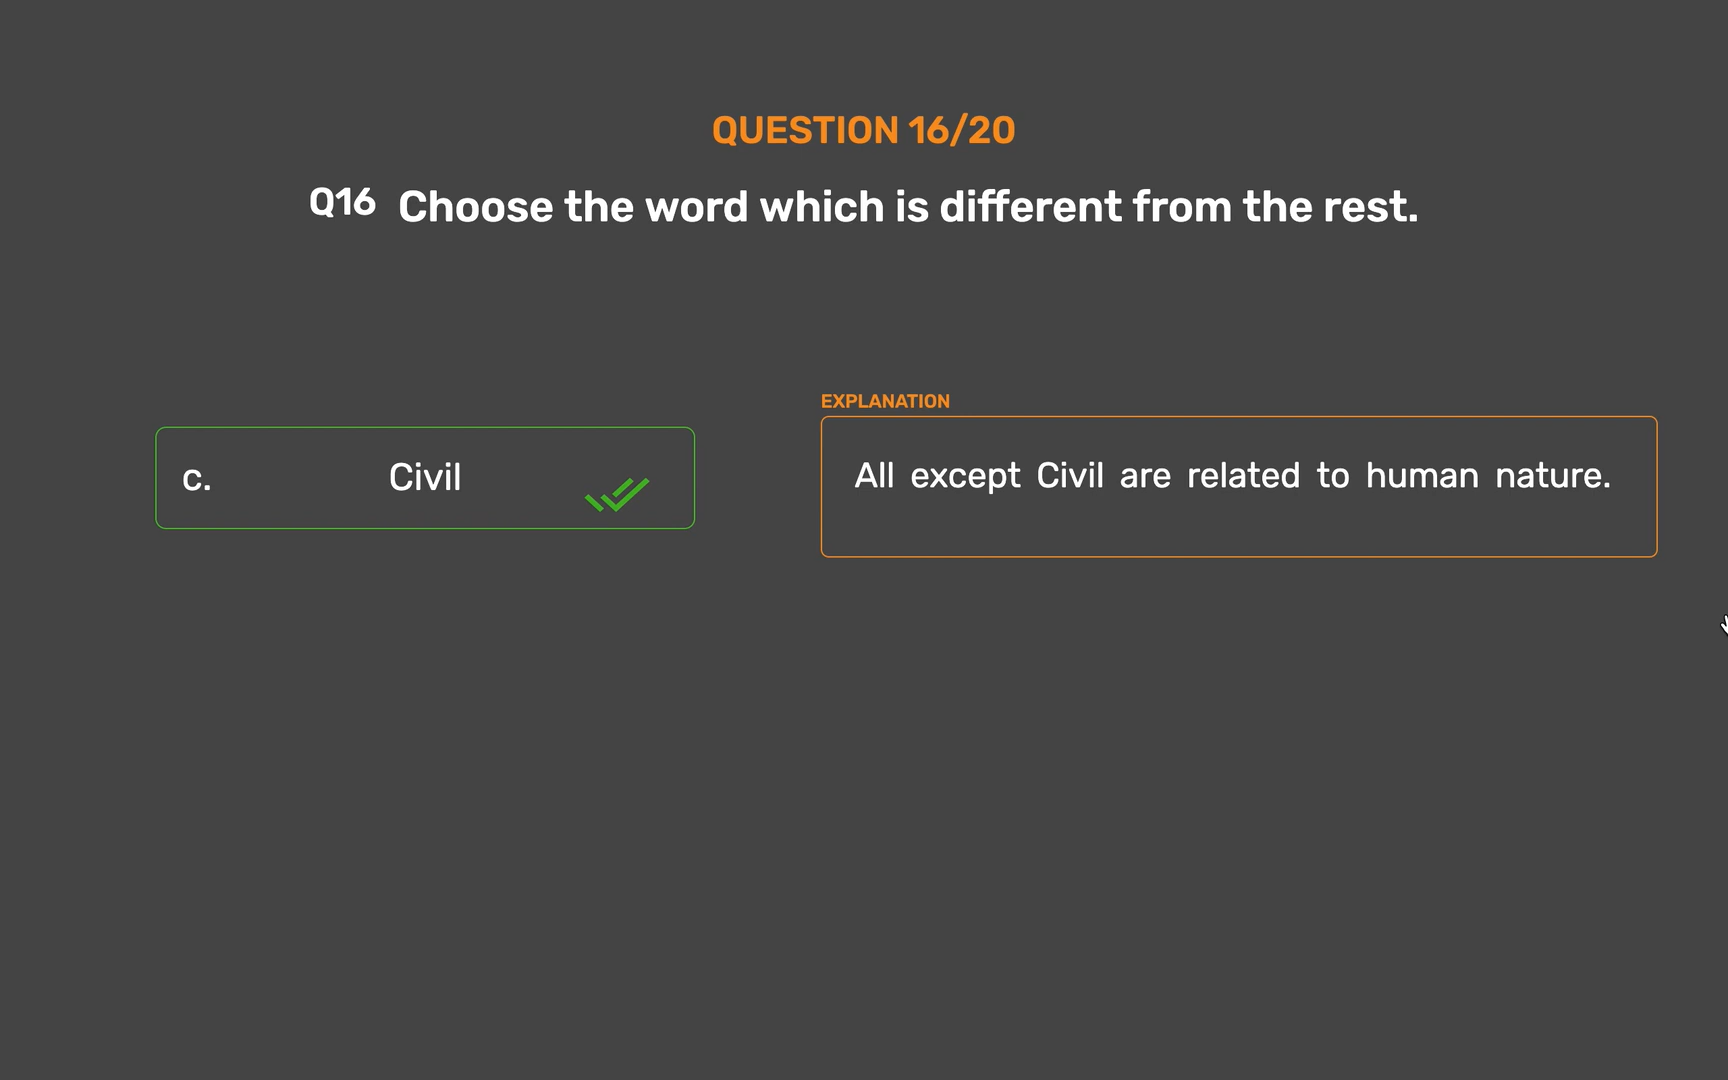 QUESTION 16/20
Q16 Choose the word which is different from the rest.
EXPLANATION
c. Civil
All except Civil are related to human nature.